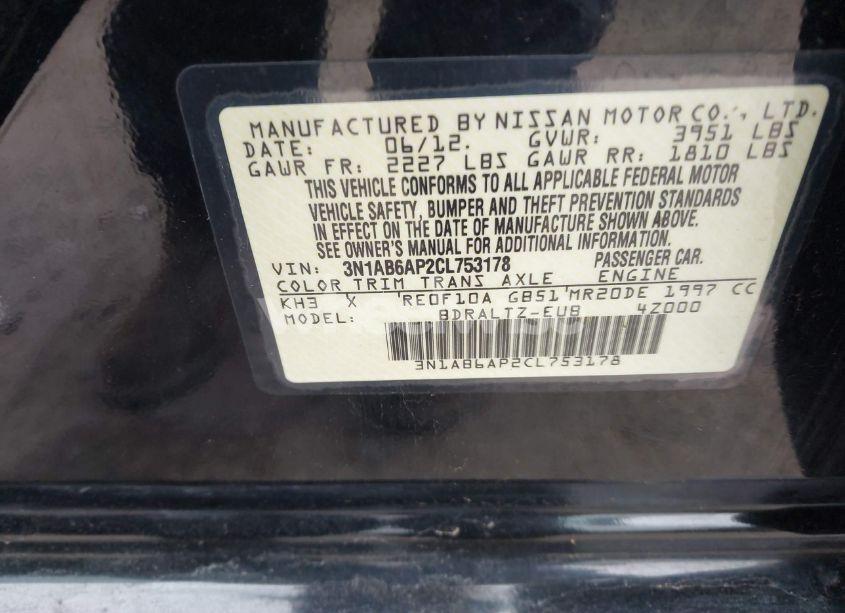 MANUFACTURED BY NISSAN MOTOR CO., LTD.
DATE: 06/12. GVWR: 3951 LBS
GAWR FR: 2227 LBS GAWR RR: 1810 LBS
THIS VEHICLE CONFORMS TO ALL APPLICABLE FEDERAL MOTOR
VEHICLE SAFETY, BUMPER AND THEFT PREVENTION STANDARDS
IN EFFECT ON THE DATE OF MANUFACTURE SHOWN ABOVE.
SEE OWNER'S MANUAL FOR ADDITIONAL INFORMATION.
VIN: 3N1AB6AP2CL753178 PASSENGER CAR.
COLOR TRIM TRANS AXLE ENGINE
KH3 X RE0F10A GB51 MR20DE 1997 CC
MODEL: BDRALTZ-EUB 4Z000
3N1AB6AP2CL753178